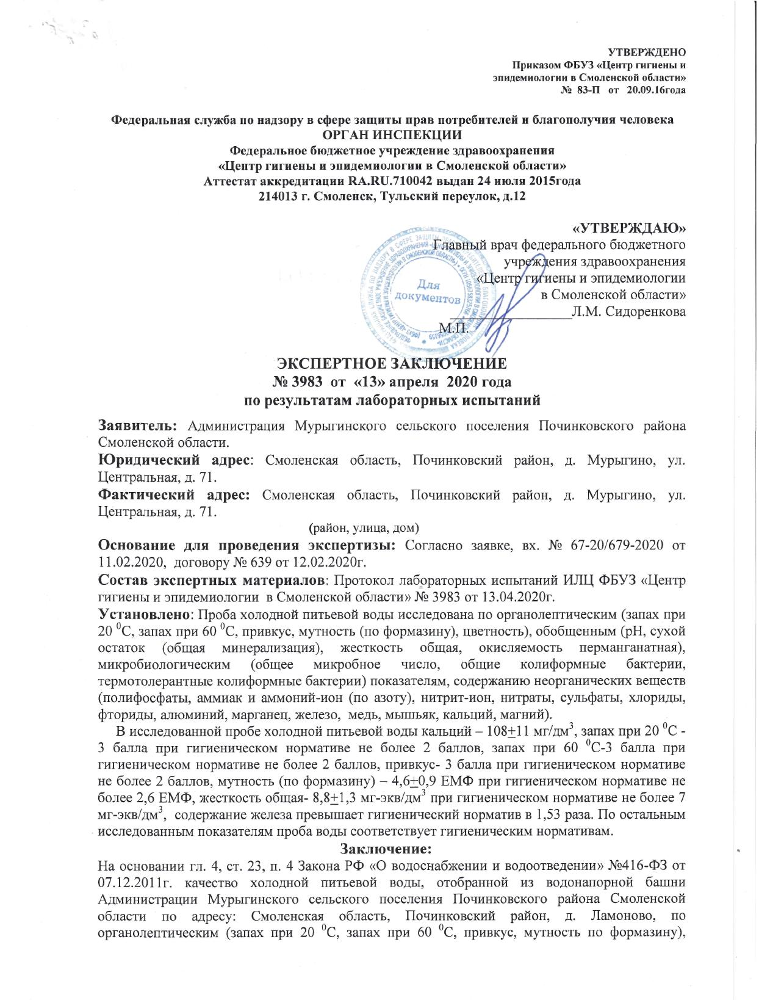 УТВЕРЖДЕНО
Приказом ФБУЗ «Центр гигиены и
эпидемиологии в Смоленской области»
№ 83-П от 20.09.16года
Федеральная служба по надзору в сфере защиты прав потребителей и благополучия человека
ОРГАН ИНСПЕКЦИИ
Федеральное бюджетное учреждение здравоохранения
«Центр гигиены и эпидемиологии в Смоленской области»
Аттестат аккредитации RA.RU.710042 выдан 24 июля 2015года
214013 г. Смоленск, Тульский переулок, д.12
«УТВЕРЖДАЮ»
Главный врач федерального бюджетного
учреждения здравоохранения
«Центр гигиены и эпидемиологии
в Смоленской области»
Л.М. Сидоренкова
М.П.
Для
документов
ЭКСПЕРТНОЕ ЗАКЛЮЧЕНИЕ
№ 3983 от «13» апреля 2020 года
по результатам лабораторных испытаний
Заявитель: Администрация Мурыгинского сельского поселения Починковского района
Смоленской области.
Юридический адрес: Смоленская область, Починковский район, д. Мурыгино, ул.
Центральная, д. 71.
Фактический адрес: Смоленская область, Починковский район, д. Мурыгино, ул.
Центральная, д. 71.
(район, улица, дом)
Основание для проведения экспертизы: Согласно заявке, вх. № 67-20/679-2020 от
11.02.2020, договору № 639 от 12.02.2020г.
Состав экспертных материалов: Протокол лабораторных испытаний ИЛЦ ФБУЗ «Центр
гигиены и эпидемиологии в Смоленской области» № 3983 от 13.04.2020г.
Установлено: Проба холодной питьевой воды исследована по органолептическим (запах при
20 ⁰С, запах при 60 ⁰С, привкус, мутность (по формазину), цветность), обобщенным (рН, сухой
остаток (общая минерализация), жесткость общая, окисляемость перманганатная),
микробиологическим (общее микробное число, общие колиформные бактерии,
термотолерантные колиформные бактерии) показателям, содержанию неорганических веществ
(полифосфаты, аммиак и аммоний-ион (по азоту), нитрит-ион, нитраты, сульфаты, хлориды,
фториды, алюминий, марганец, железо, медь, мышьяк, кальций, магний).
В исследованной пробе холодной питьевой воды кальций – 108±11 мг/дм³, запах при 20 ⁰С -
3 балла при гигиеническом нормативе не более 2 баллов, запах при 60 ⁰С-3 балла при
гигиеническом нормативе не более 2 баллов, привкус- 3 балла при гигиеническом нормативе
не более 2 баллов, мутность (по формазину) – 4,6±0,9 ЕМФ при гигиеническом нормативе не
более 2,6 ЕМФ, жесткость общая- 8,8±1,3 мг-экв/дм³ при гигиеническом нормативе не более 7
мг-экв/дм³, содержание железа превышает гигиенический норматив в 1,53 раза. По остальным
исследованным показателям проба воды соответствует гигиеническим нормативам.
Заключение:
На основании гл. 4, ст. 23, п. 4 Закона РФ «О водоснабжении и водоотведении» №416-ФЗ от
07.12.2011г. качество холодной питьевой воды, отобранной из водонапорной башни
Администрации Мурыгинского сельского поселения Починковского района Смоленской
области по адресу: Смоленская область, Починковский район, д. Ламоново, по
органолептическим (запах при 20 ⁰С, запах при 60 ⁰С, привкус, мутность по формазину),